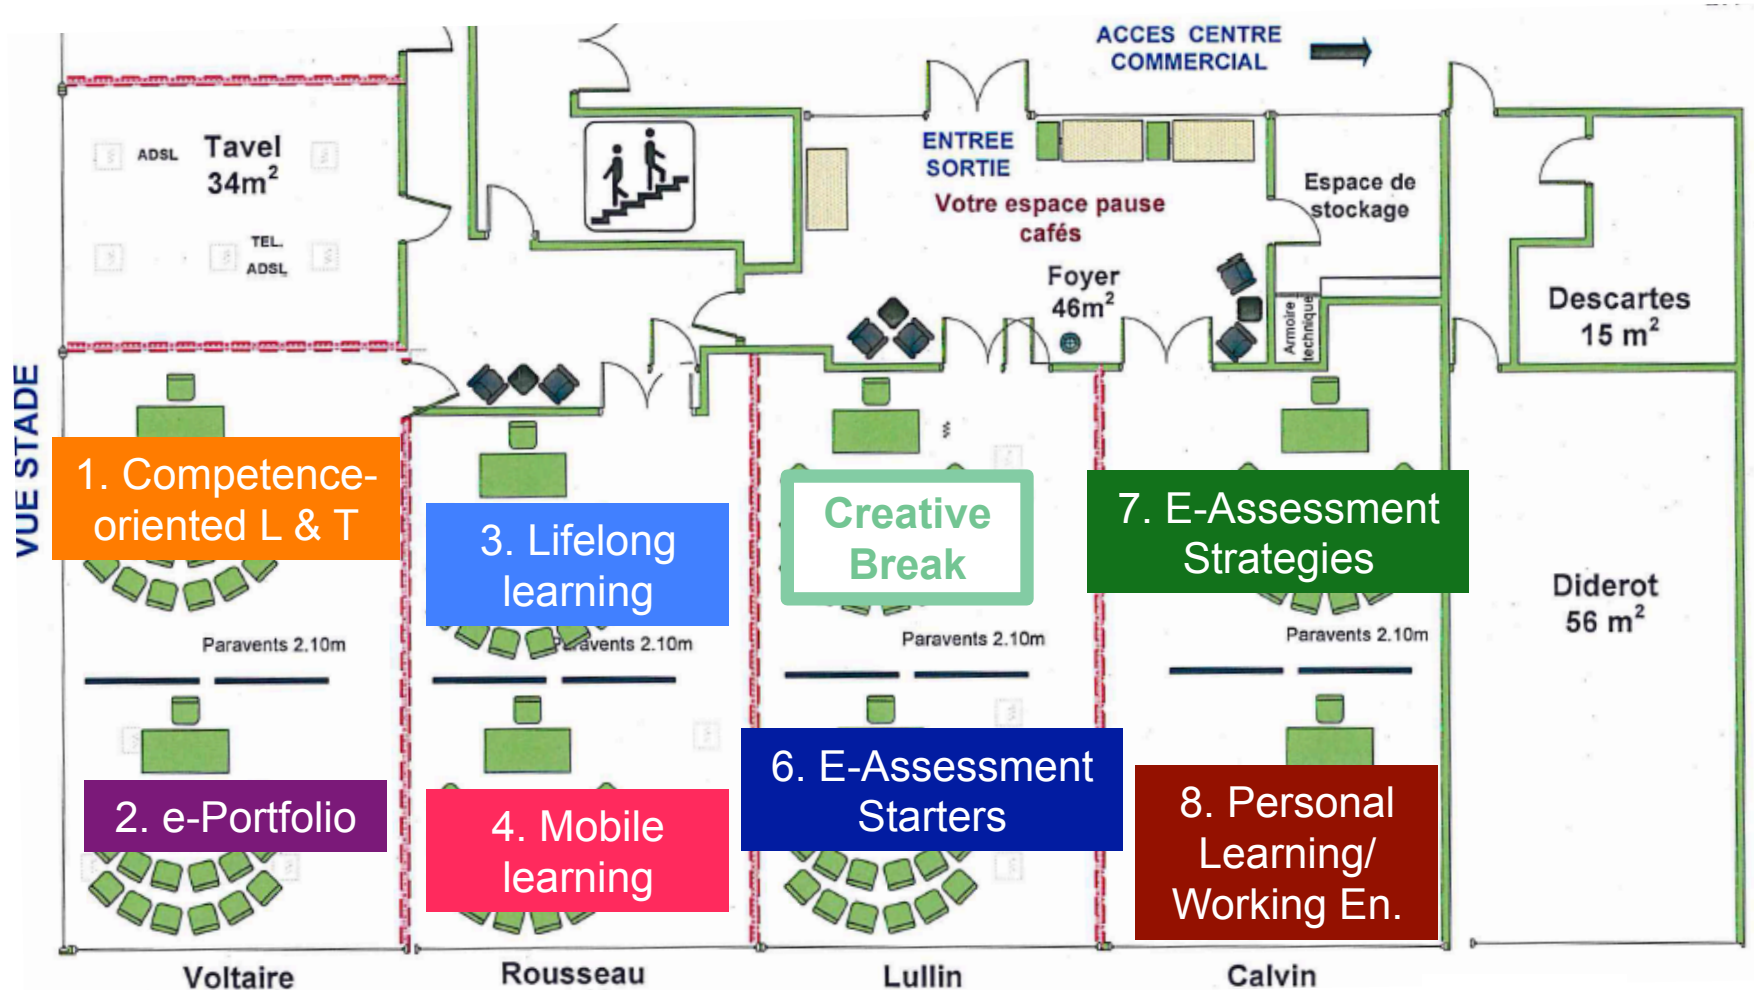 ACCES CENTRE
COMMERCIAL
ENTREE
SORTIE
Votre espace pause
cafés
Foyer
46m²
ADSL
Tavel
34m²
TEL.
ADSL
Espace de
stockage
Armoire
technique
Descartes
15 m²
VUE STADE
1. Competence-
oriented L & T
3. Lifelong
learning
Creative
Break
7. E-Assessment
Strategies
Diderot
56 m²
Paravents 2.10m
Paravents 2.10m
Paravents 2.10m
Paravents 2.10m
2. e-Portfolio
4. Mobile
learning
6. E-Assessment
Starters
8. Personal
Learning/
Working En.
Voltaire
Rousseau
Lullin
Calvin